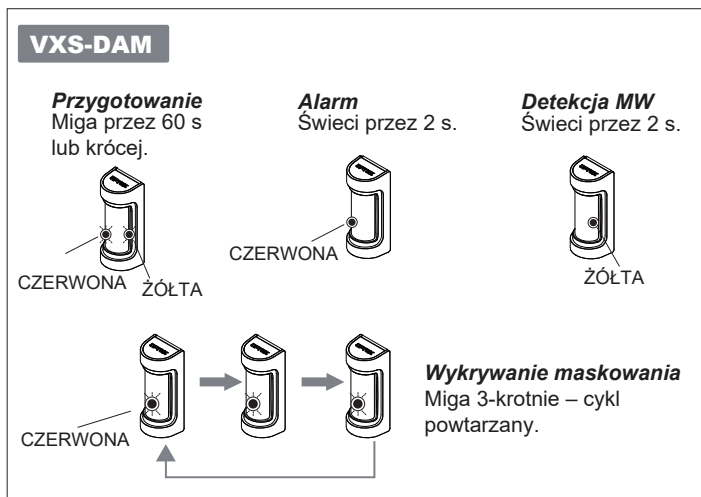 VXS-DAM
Przygotowanie
Miga przez 60 s
lub krócej.
CZERWONA
ŻÓŁTA
Alarm
Świeci przez 2 s.
CZERWONA
Detekcja MW
Świeci przez 2 s.
ŻÓŁTA
CZERWONA
Wykrywanie maskowania
Miga 3-krotnie – cykl
powtarzany.